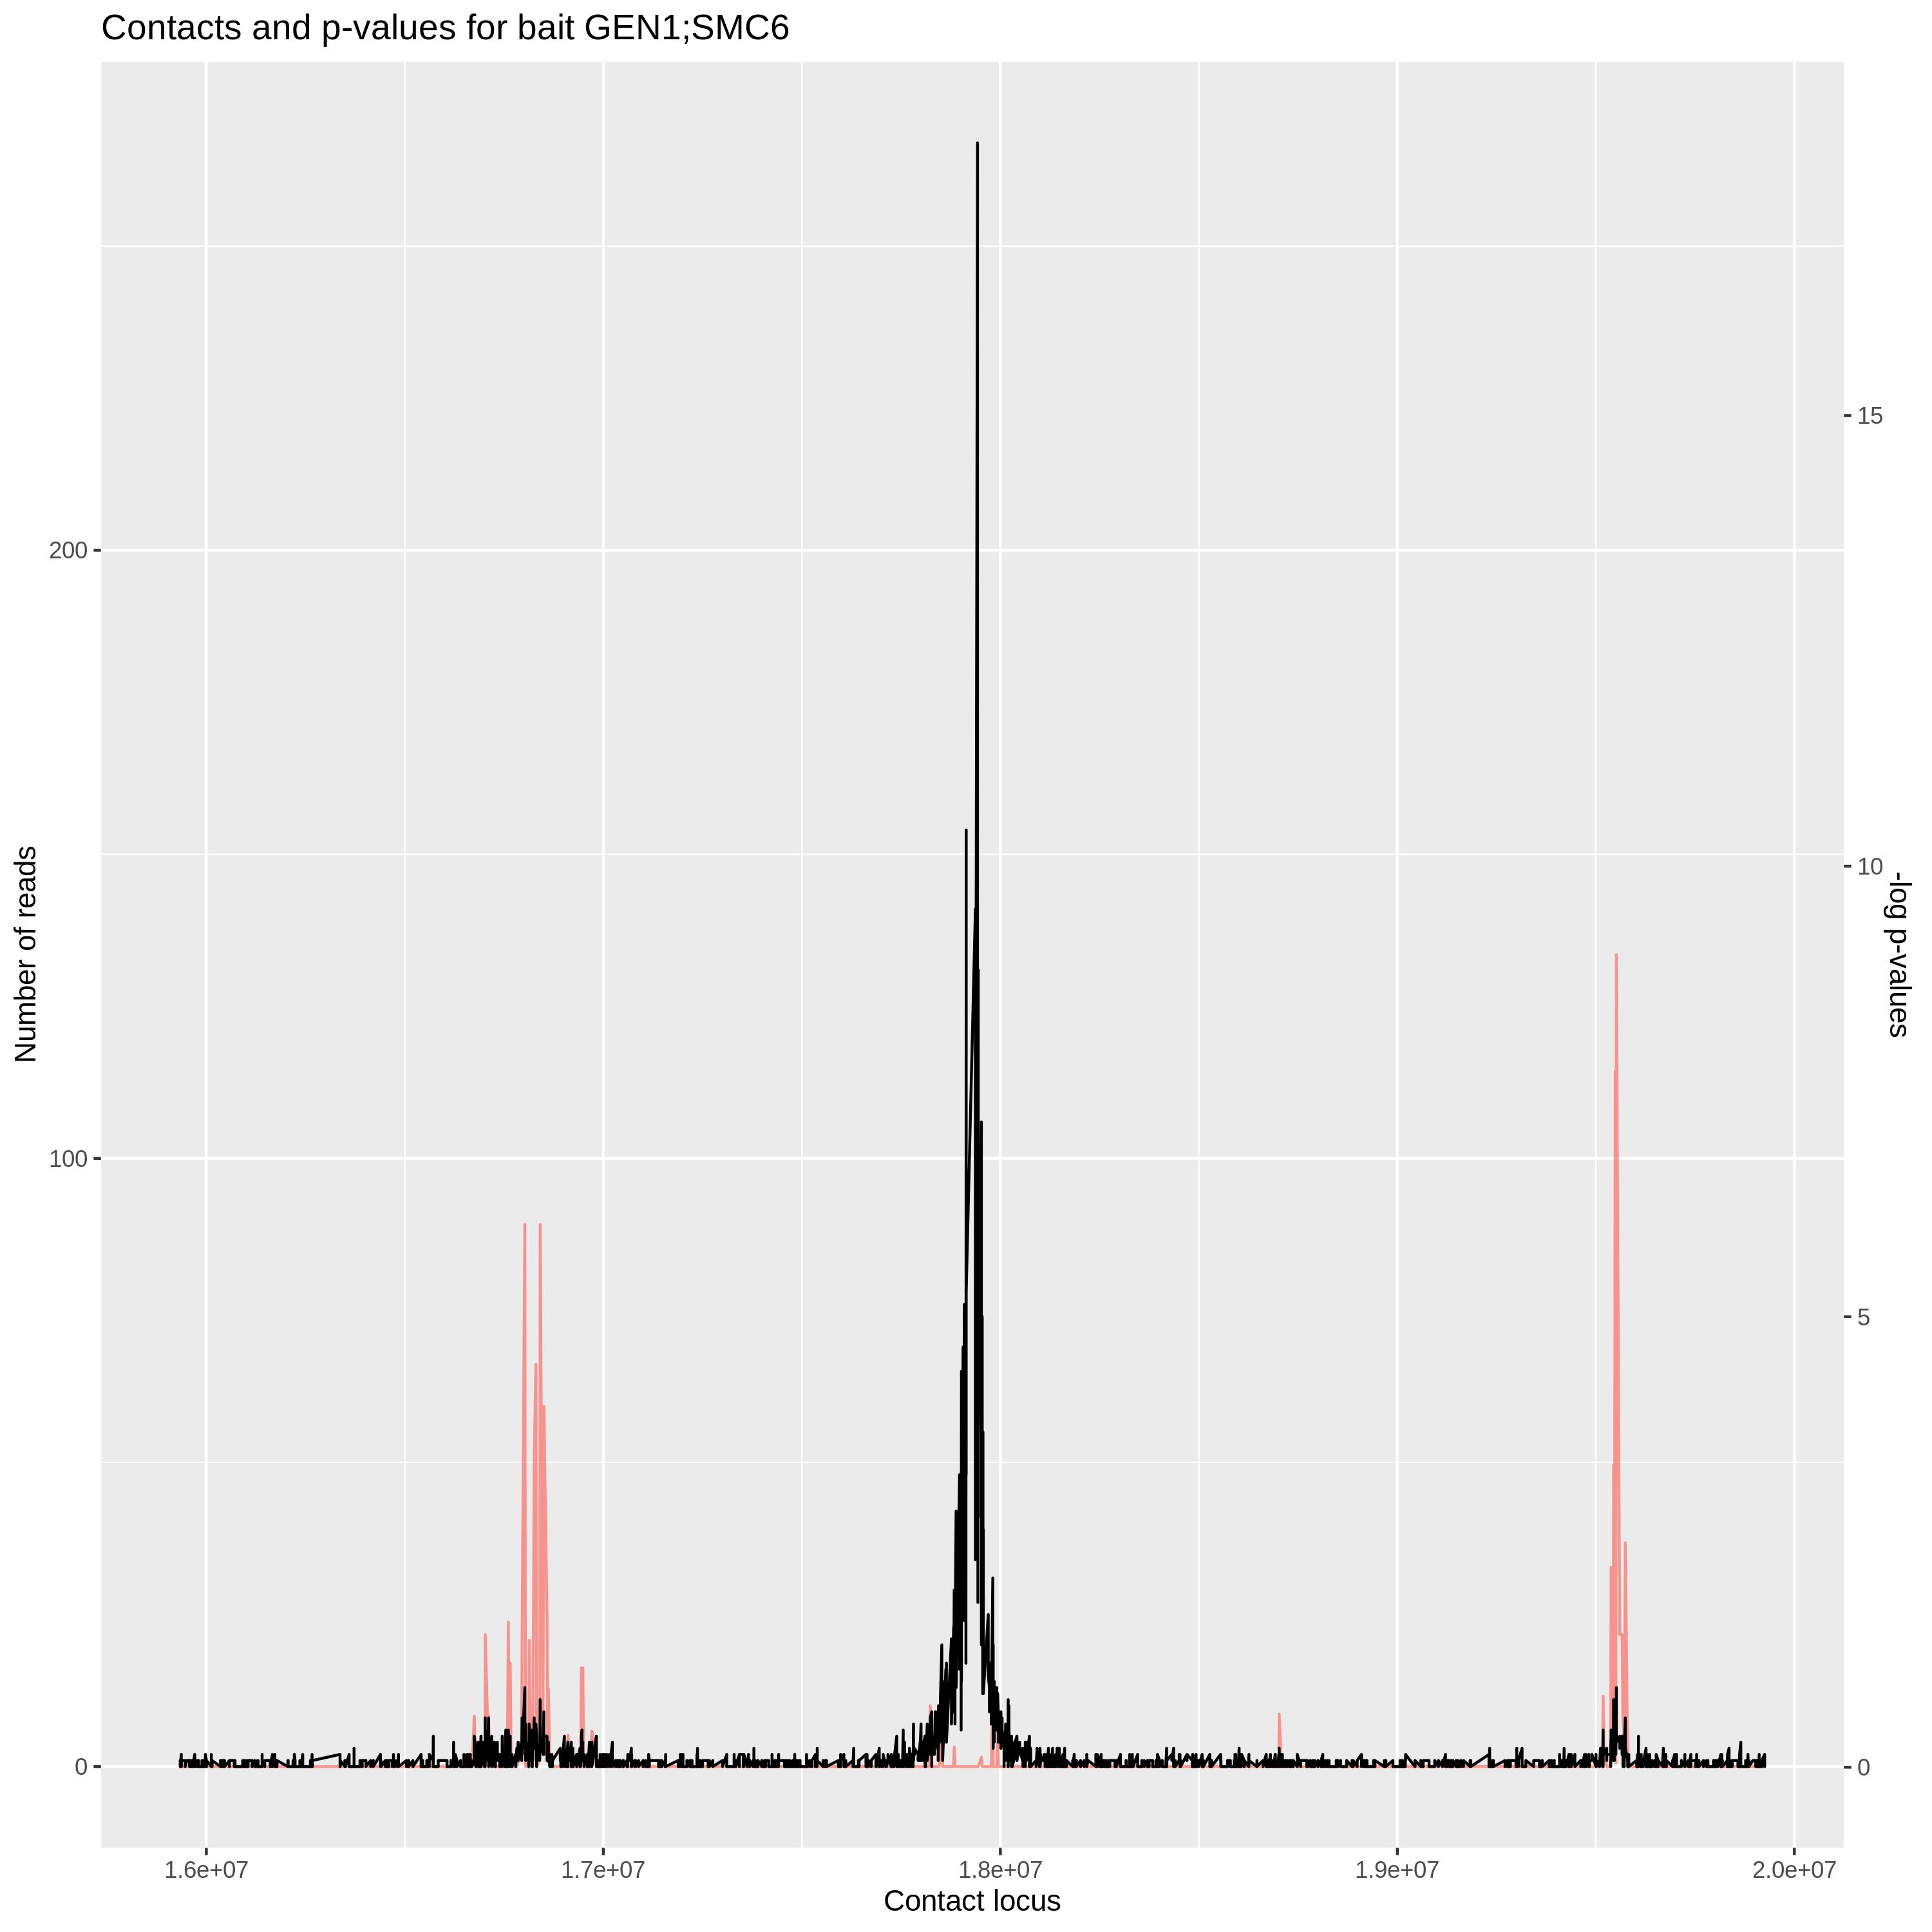 Contacts and p-values for bait GEN1;SMC6
Number of reads
200
100
0
15
10
5
0
-log p-values
1.6e+07
1.7e+07
1.8e+07
1.9e+07
2.0e+07
Contact locus